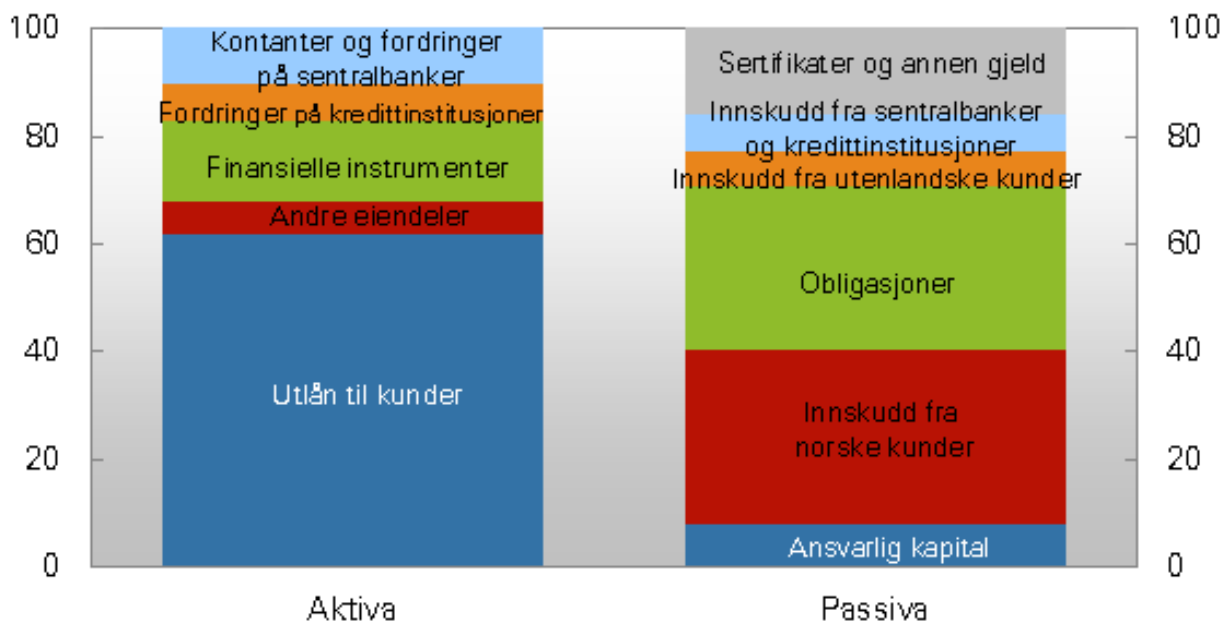 100
80
60
40
20
0
Kontanter og fordringer
på sentralbanker
Fordringer på kredittinstitusjoner
Finansielle instrumenter
Andre eiendeler
Utlån til kunder
Aktiva
Sertifikater og annen gjeld
Innskudd fra sentralbanker
og kredittinstitusjoner
Innskudd fra utenlandske kunder
Obligasjoner
Innskudd fra
norske kunder
Ansvarlig kapital
Passiva
100
80
60
40
20
0